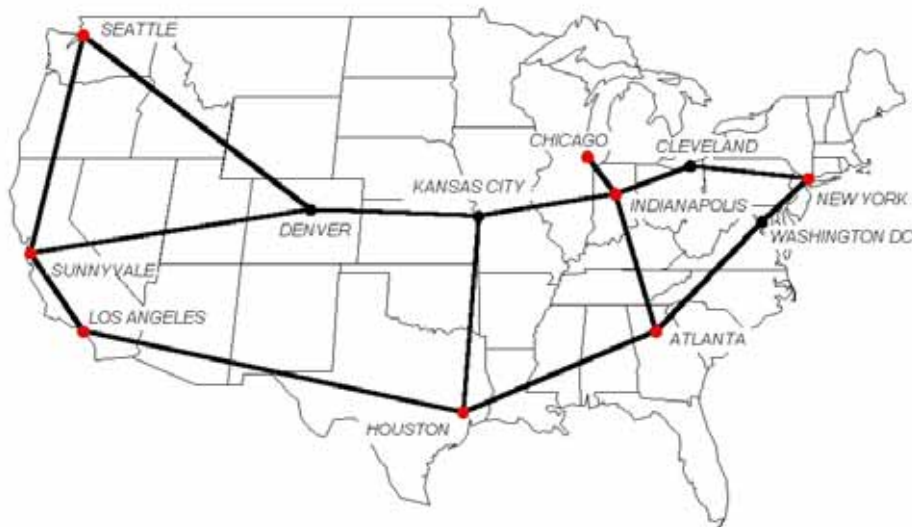 SEATTLE
CHICAGO
CLEVELAND
KANSAS CITY
NEW YORK
INDIANAPOLIS
DENVER
WASHINGTON DC
SUNNYVALE
LOS ANGELES
ATLANTA
HOUSTON